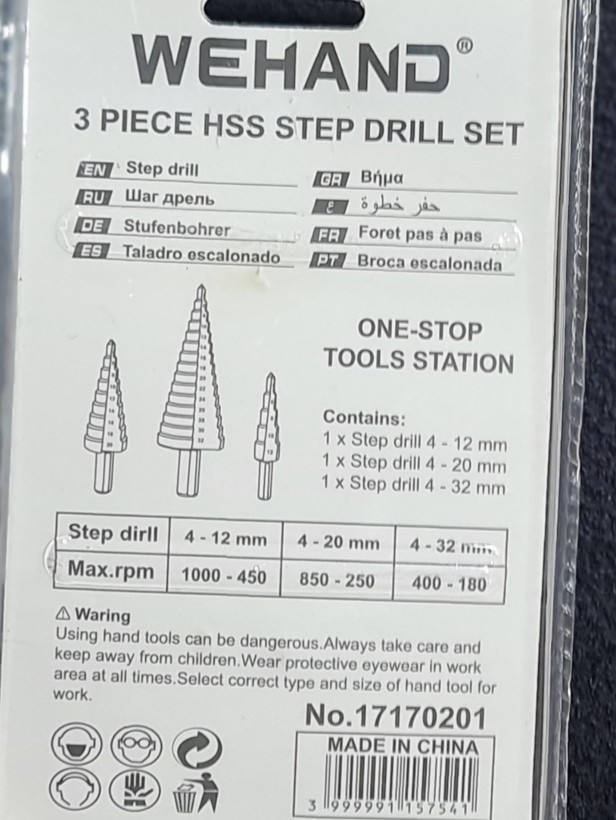 WEHAND®
3 PIECE HSS STEP DRILL SET
EN Step drill
RU Шаг дрель
DE Stufenbohrer
ES Taladro escalonado
GR Βήμα
ع حفر خطوة
FR Foret pas à pas
PT Broca escalonada
ONE-STOP
TOOLS STATION
Contains:
1 x Step drill 4 - 12 mm
1 x Step drill 4 - 20 mm
1 x Step drill 4 - 32 mm
Step dirll 4 - 12 mm 4 - 20 mm 4 - 32 mm
Max.rpm 1000 - 450 850 - 250 400 - 180
⚠ Waring
Using hand tools can be dangerous.Always take care and
keep away from children.Wear protective eyewear in work
area at all times.Select correct type and size of hand tool for
work.
No.17170201
MADE IN CHINA
3 999991 157541